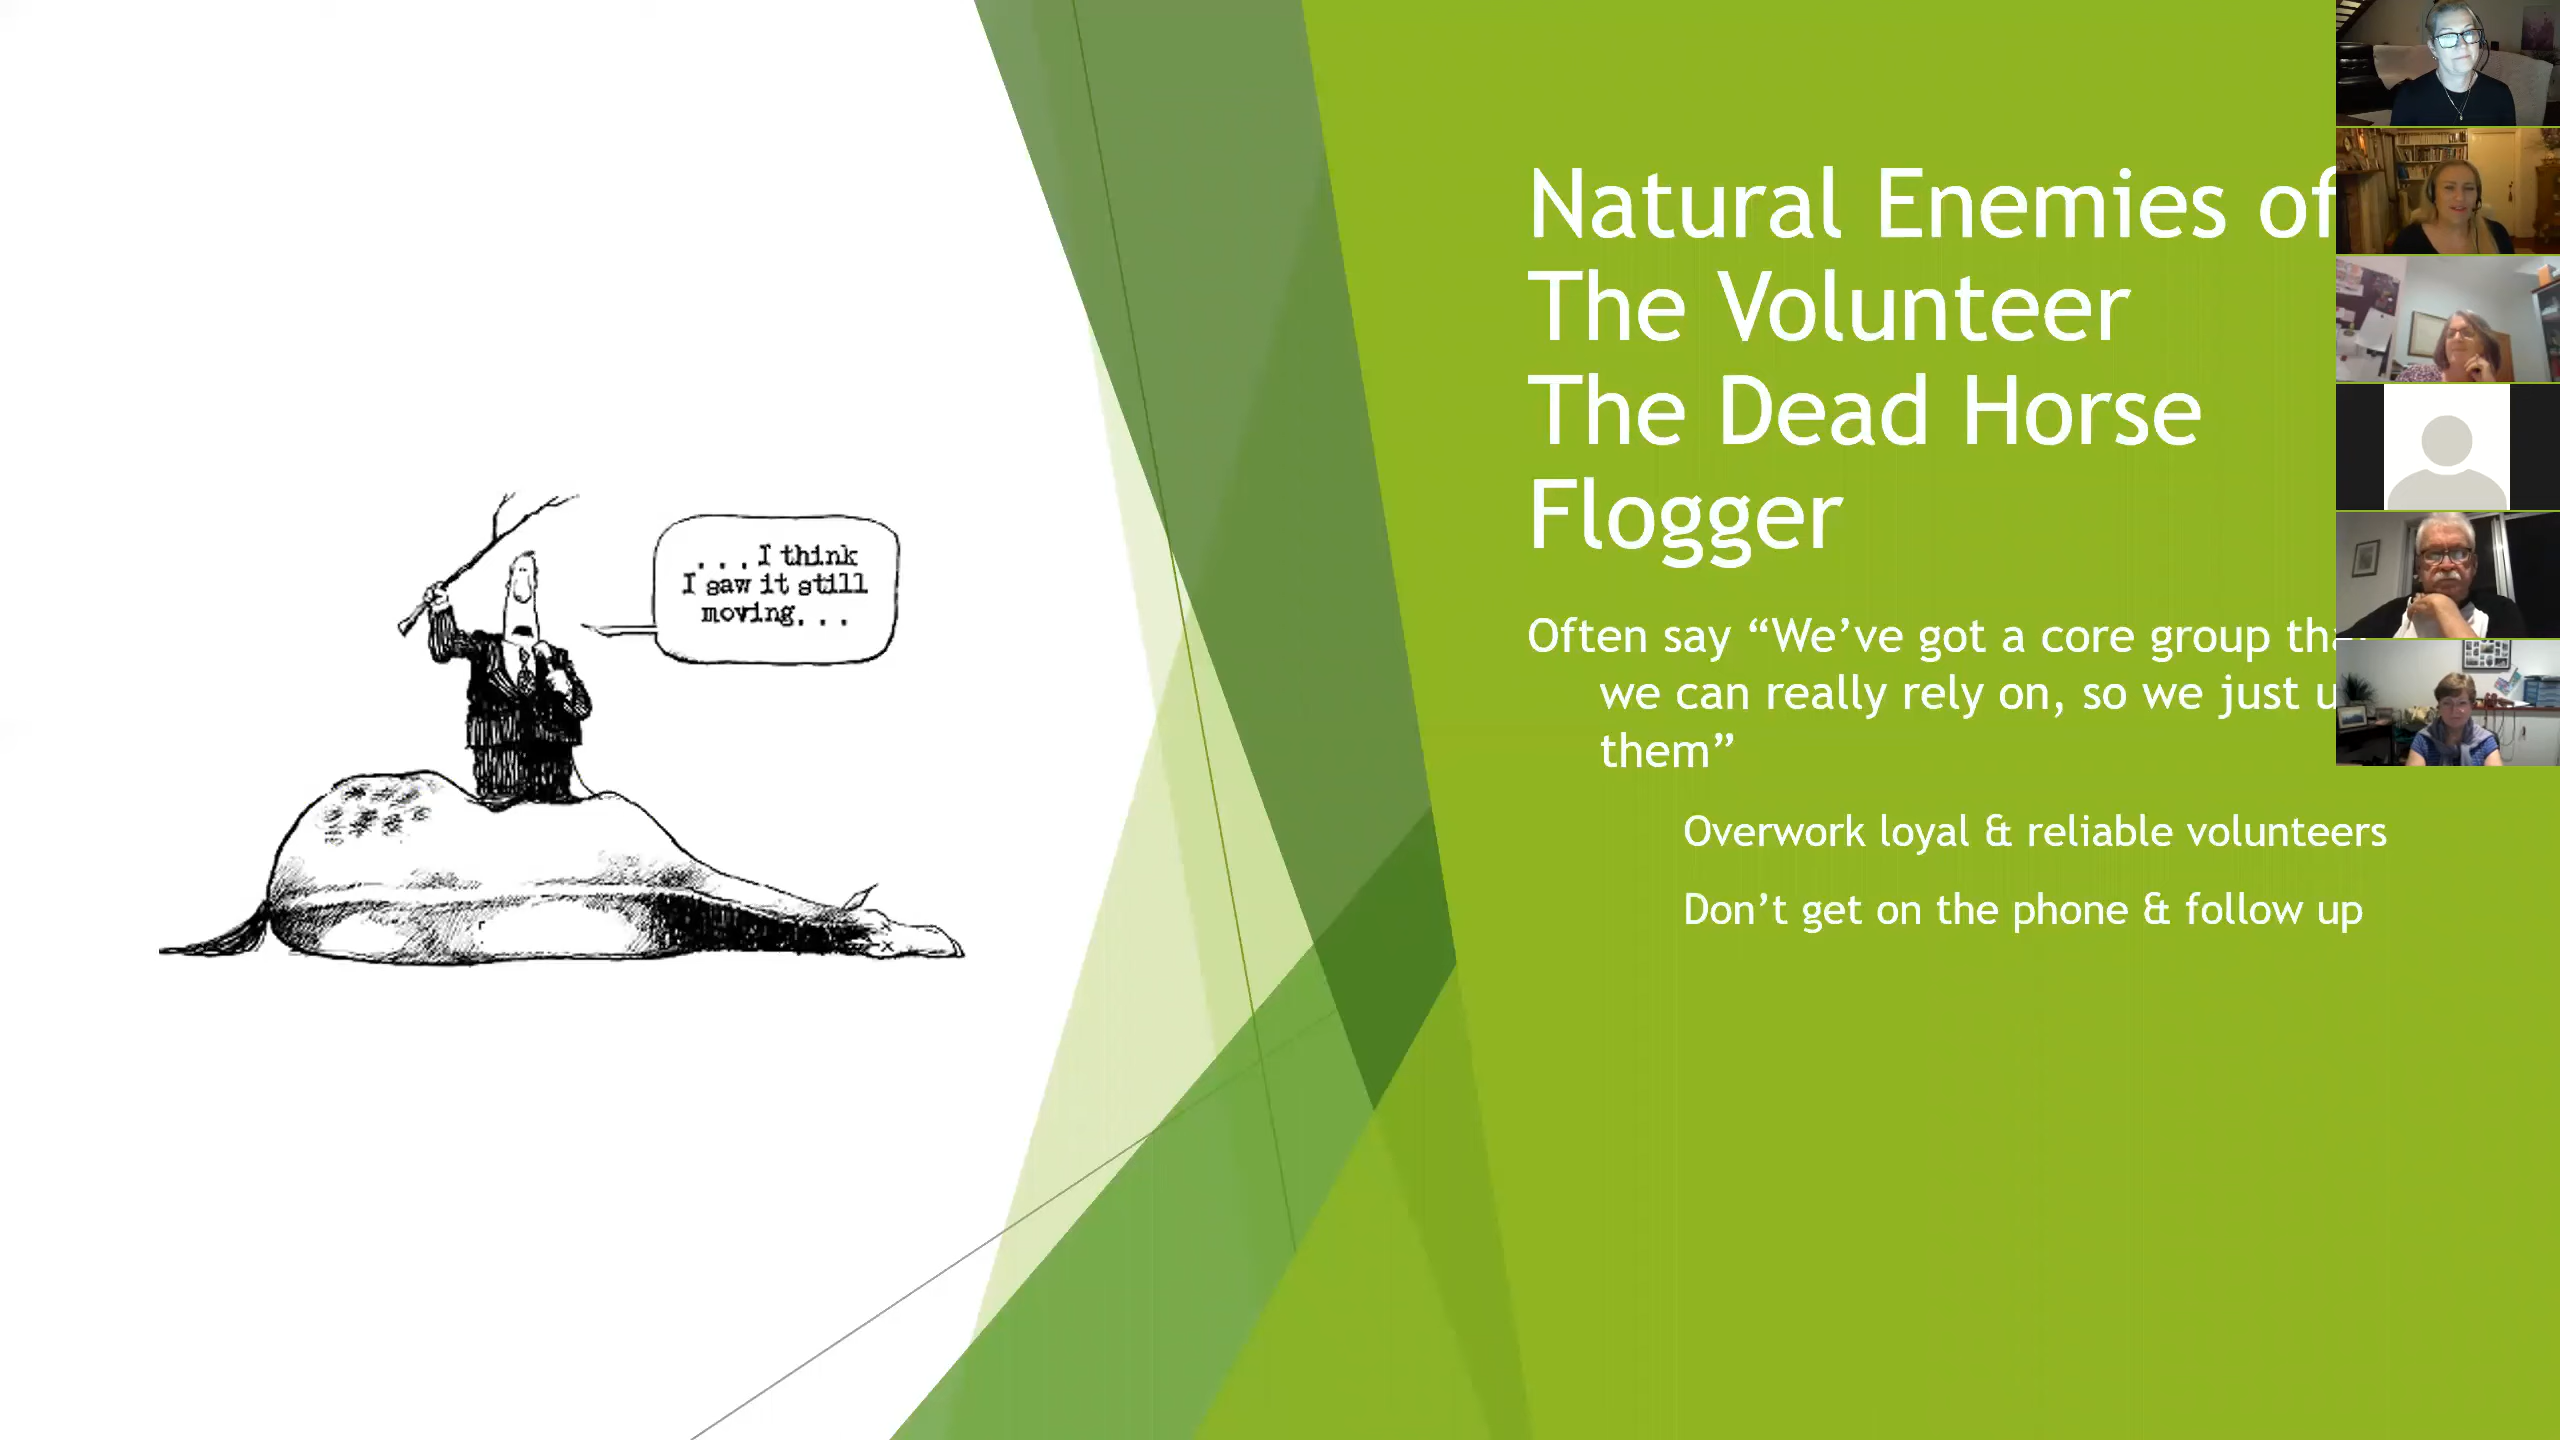 . . . I think
I saw it still
moving. . .
Natural Enemies of
The Volunteer
The Dead Horse
Flogger
Often say “We’ve got a core group
we can really rely on, so we just
them”
Overwork loyal & reliable volunteers
Don’t get on the phone & follow up